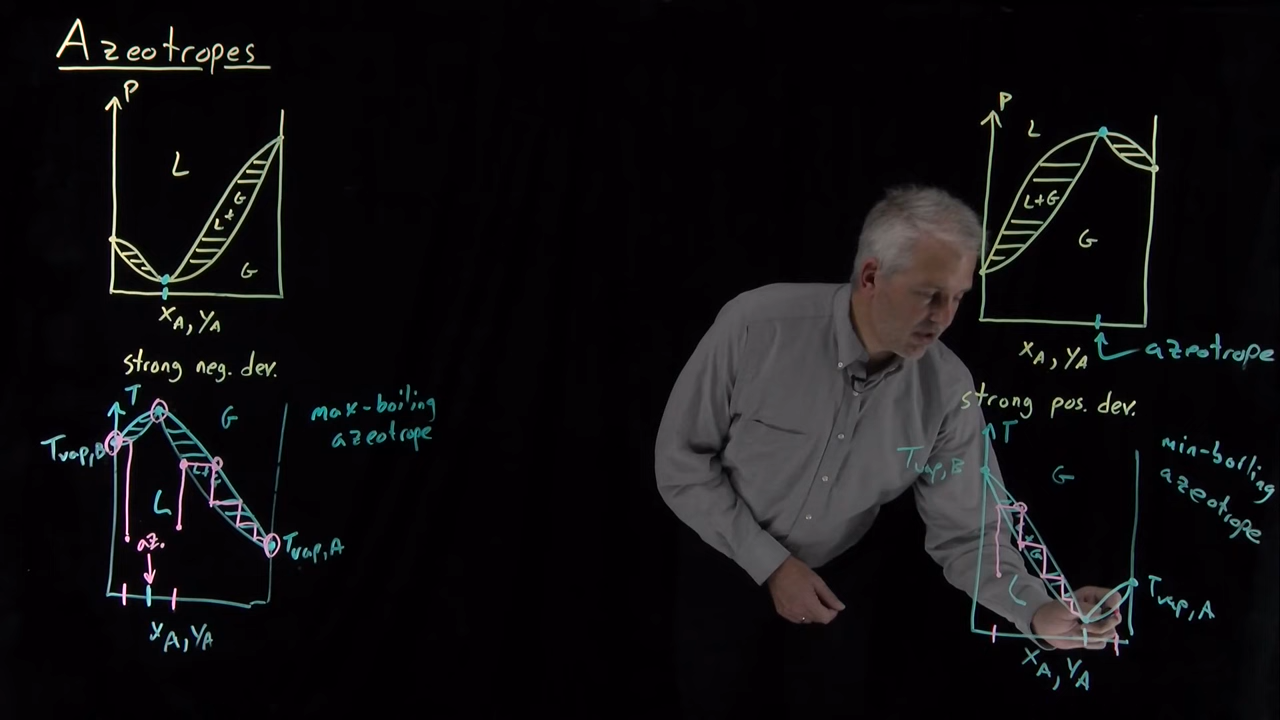 Azeotropes
P
L
L+G
G
xA, yA
strong neg. dev.
T
G
max-boiling
azeotrope
Tvap,B
L+G
L
az.
Tvap,A
xA, yA
P
L
L+G
G
xA, yA
azeotrope
strong pos. dev.
T
Tvap,B
G
min-boiling
azeotrope
+
G
L
Tvap,A
xA, yA